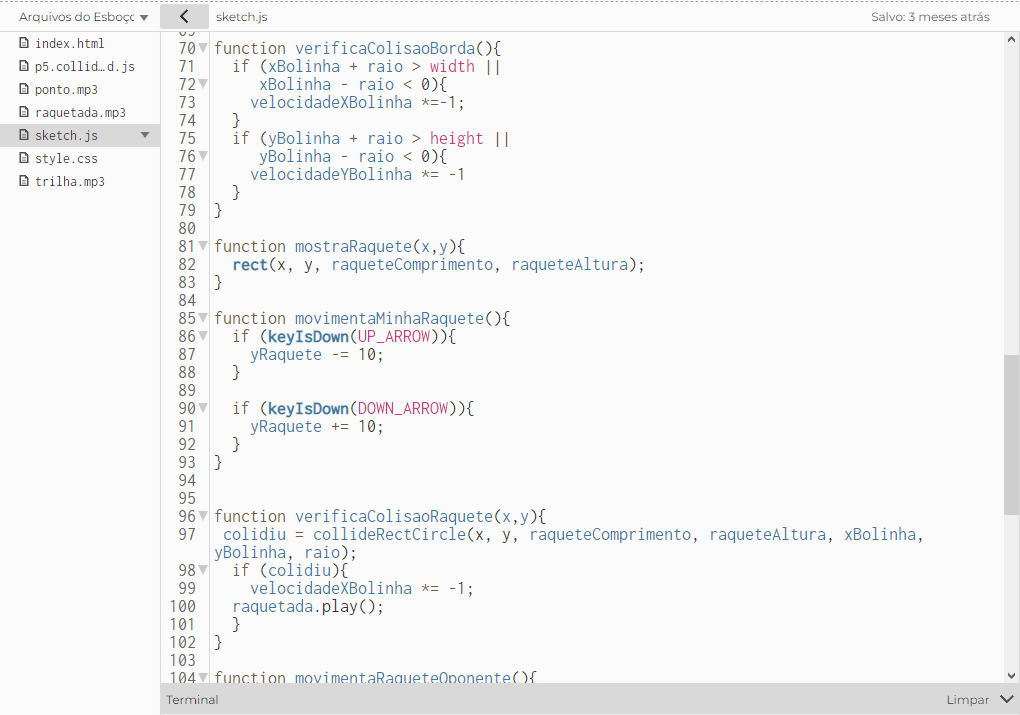 Arquivos do Esboço
sketch.js
Salvo: 3 meses atrás
index.html
p5.collid…d.js
ponto.mp3
raquetada.mp3
sketch.js
style.css
trilha.mp3
69
70 function verificaColisaoBorda(){
71 if (xBolinha + raio > width ||
72 xBolinha - raio < 0){
73 velocidadeXBolinha *=-1;
74 }
75 if (yBolinha + raio > height ||
76 yBolinha - raio < 0){
77 velocidadeYBolinha *= -1
78 }
79 }
80
81 function mostraRaquete(x,y){
82 rect(x, y, raqueteComprimento, raqueteAltura);
83 }
84
85 function movimentaMinhaRaquete(){
86 if (keyIsDown(UP_ARROW)){
87 yRaquete -= 10;
88 }
89
90 if (keyIsDown(DOWN_ARROW)){
91 yRaquete += 10;
92 }
93 }
94
95
96 function verificaColisaoRaquete(x,y){
97 colidiu = collideRectCircle(x, y, raqueteComprimento, raqueteAltura, xBolinha,
yBolinha, raio);
98 if (colidiu){
99 velocidadeXBolinha *= -1;
100 raquetada.play();
101 }
102 }
103
104 function movimentaRaqueteOponente(){
Terminal
Limpar